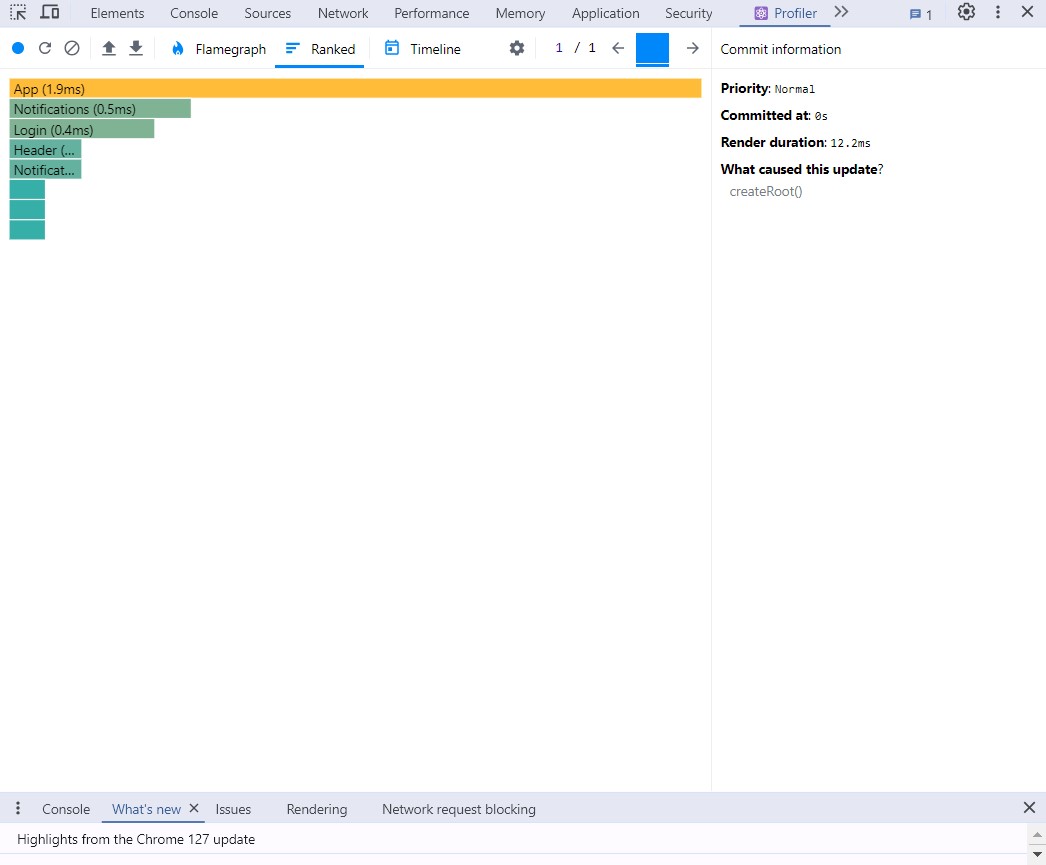 Elements Console Sources Network Performance Memory Application Security Profiler 1
Flamegraph Ranked Timeline 1 / 1 Commit information
App (1.9ms)
Notifications (0.5ms)
Login (0.4ms)
Header (...
Notificat...
Priority: Normal
Committed at: 0s
Render duration: 12.2ms
What caused this update?
createRoot()
Console What's new Issues Rendering Network request blocking
Highlights from the Chrome 127 update